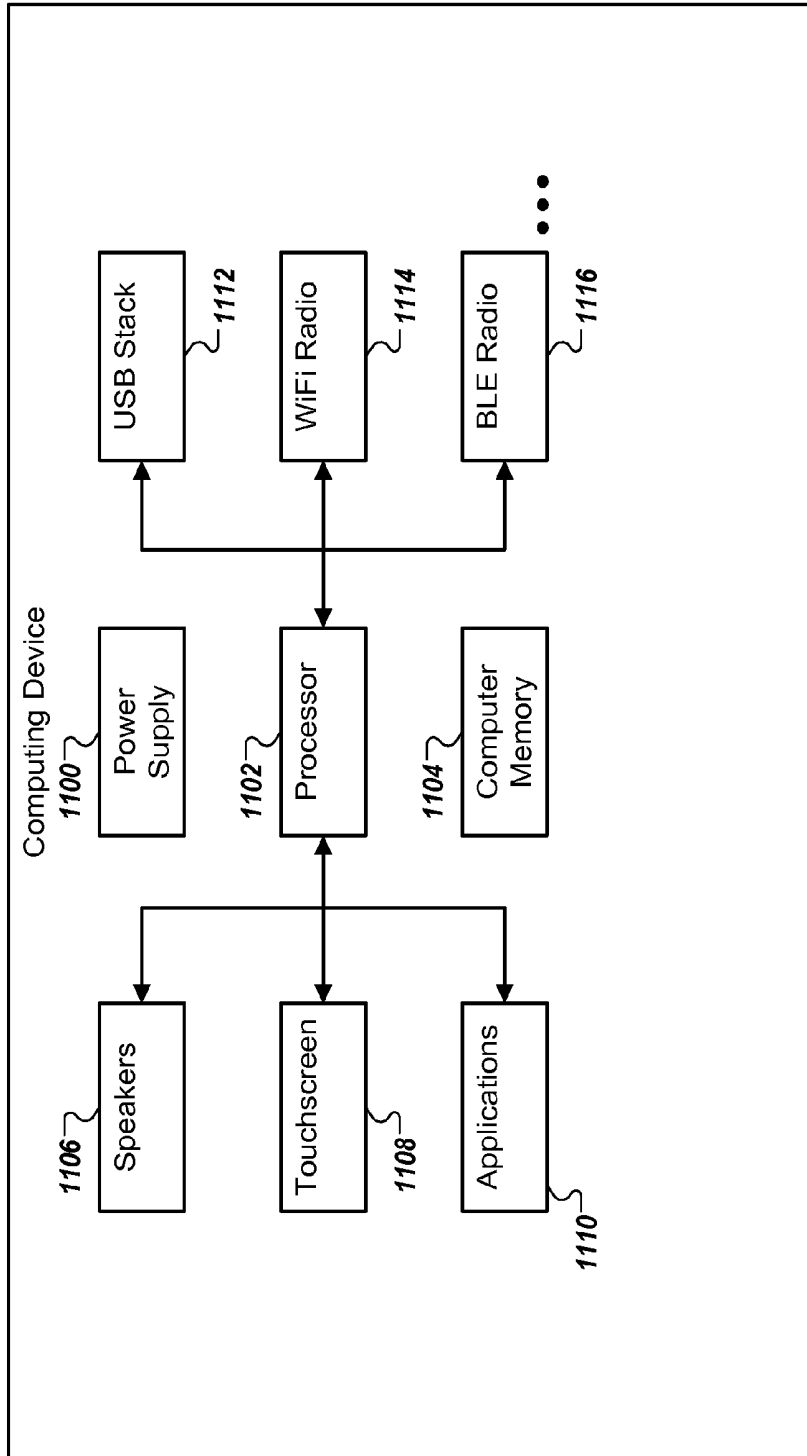 Computing Device
1106
Speakers
1100
Power
Supply
USB Stack
1112
Touchscreen
1108
1102
Processor
WiFi Radio
1114
Applications
1110
1104
Computer
Memory
BLE Radio
1116